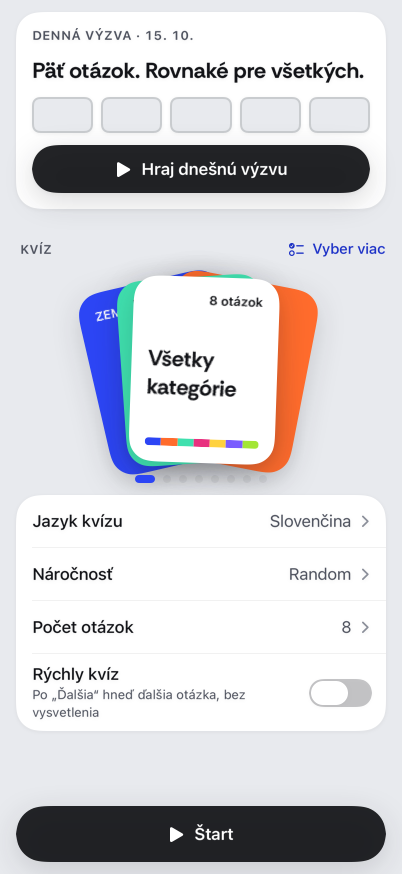 DENNÁ VÝZVA · 15. 10.
Päť otázok. Rovnaké pre všetkých.
Hraj dnešnú výzvu
KVÍZ
Vyber viac
8 otázok
Všetky
kategórie
Jazyk kvízu
Slovenčina
Náročnosť
Random
Počet otázok
8
Rýchly kvíz
Po „Ďalšia“ hneď ďalšia otázka, bez
vysvetlenia
Štart